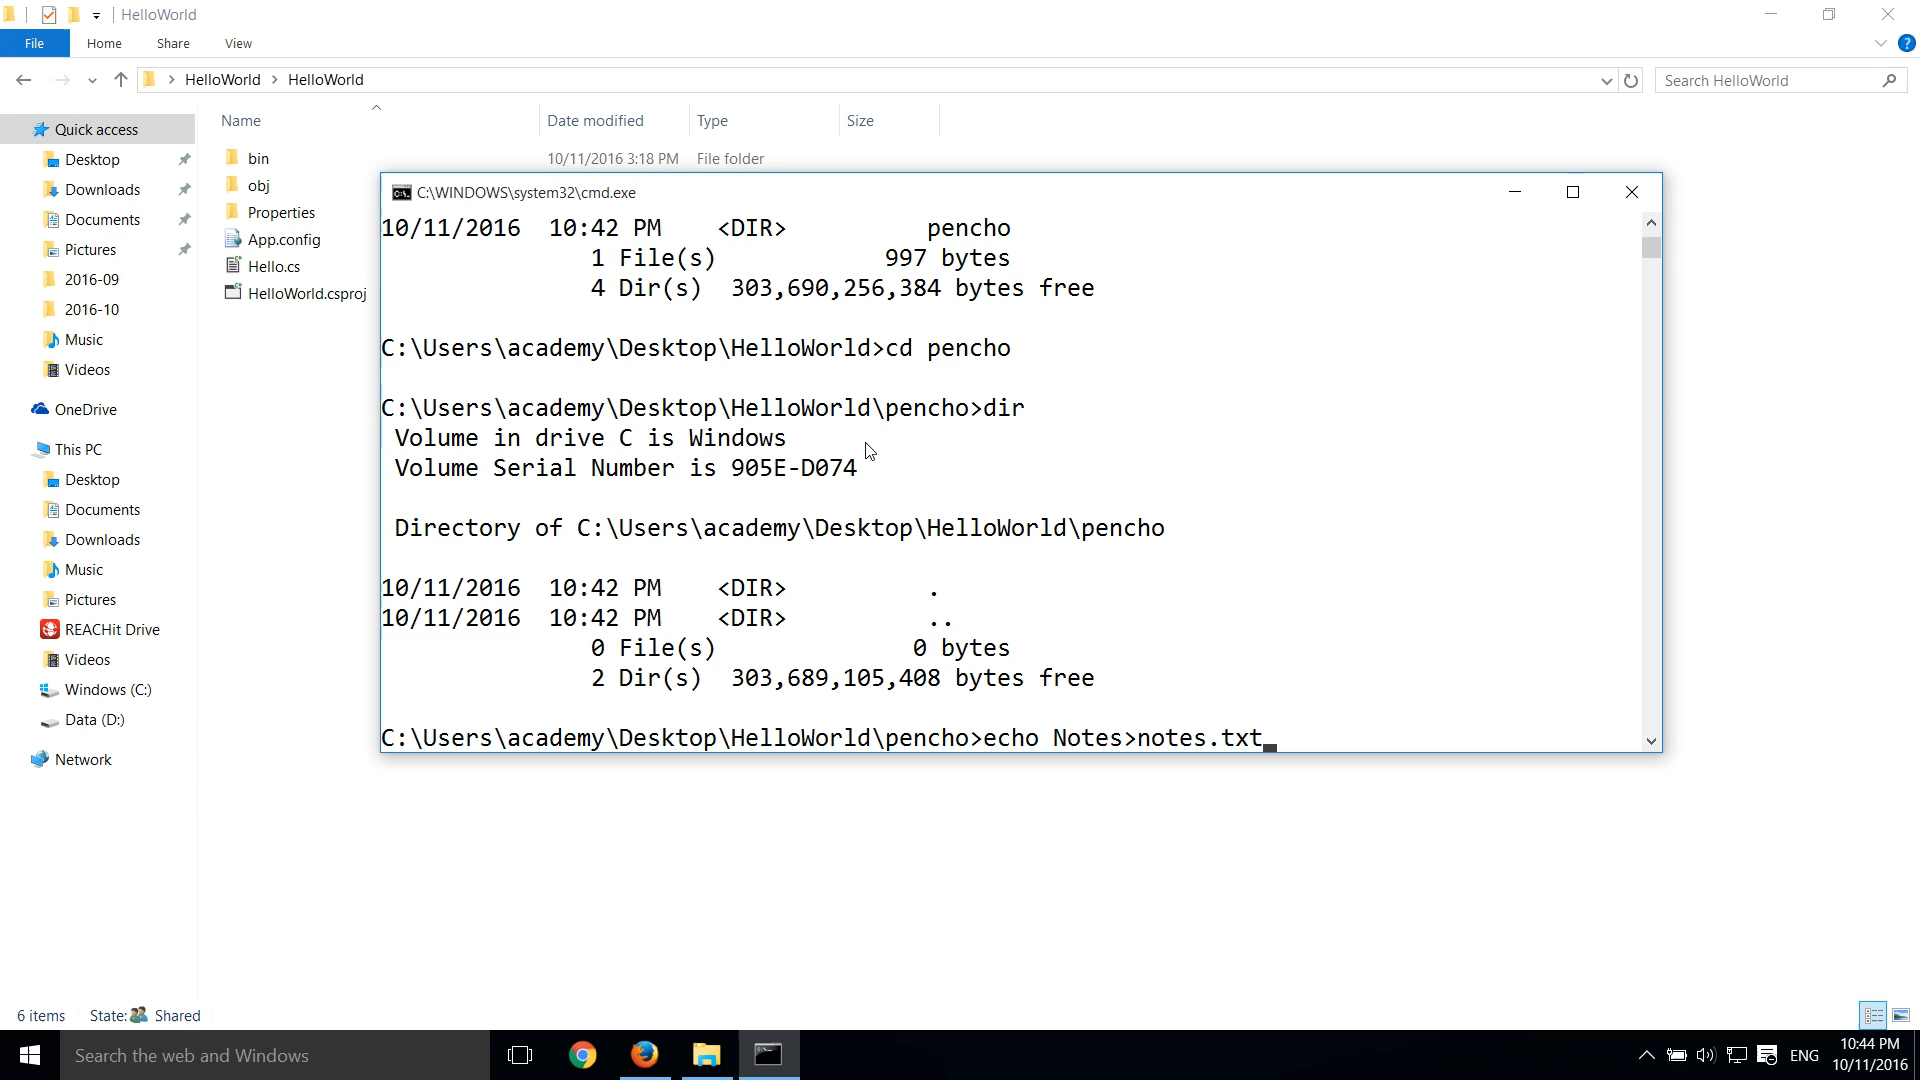 HelloWorld
File Home Share View
HelloWorld > HelloWorld
Search HelloWorld
Name Date modified Type Size
Quick access
Desktop
Downloads
Documents
Pictures
2016-09
2016-10
Music
Videos
OneDrive
This PC
Desktop
Documents
Downloads
Music
Pictures
REACHit Drive
Videos
Windows (C:)
Data (D:)
Network
bin 10/11/2016 3:18 PM File folder
obj
Properties
App.config
Hello.cs
HelloWorld.csproj
C:\WINDOWS\system32\cmd.exe
10/11/2016 10:42 PM <DIR> pencho
1 File(s) 997 bytes
4 Dir(s) 303,690,256,384 bytes free
C:\Users\academy\Desktop\HelloWorld>cd pencho
C:\Users\academy\Desktop\HelloWorld\pencho>dir
Volume in drive C is Windows
Volume Serial Number is 905E-D074
Directory of C:\Users\academy\Desktop\HelloWorld\pencho
10/11/2016 10:42 PM <DIR> .
10/11/2016 10:42 PM <DIR> ..
0 File(s) 0 bytes
2 Dir(s) 303,689,105,408 bytes free
C:\Users\academy\Desktop\HelloWorld\pencho>echo Notes>notes.txt
6 items State: Shared
Search the web and Windows
ENG
10:44 PM
10/11/2016